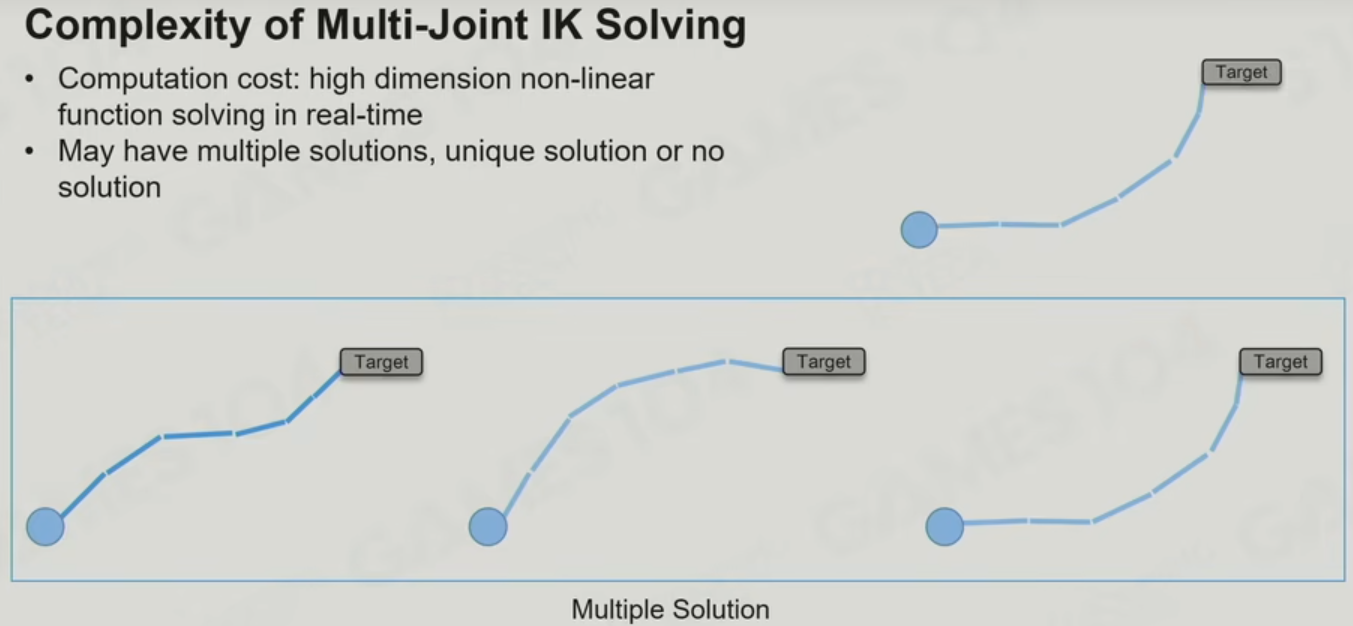 Complexity of Multi-Joint IK Solving
• Computation cost: high dimension non-linear
function solving in real-time
• May have multiple solutions, unique solution or no
solution
Target
Target
Target
Target
Multiple Solution
GAMES104